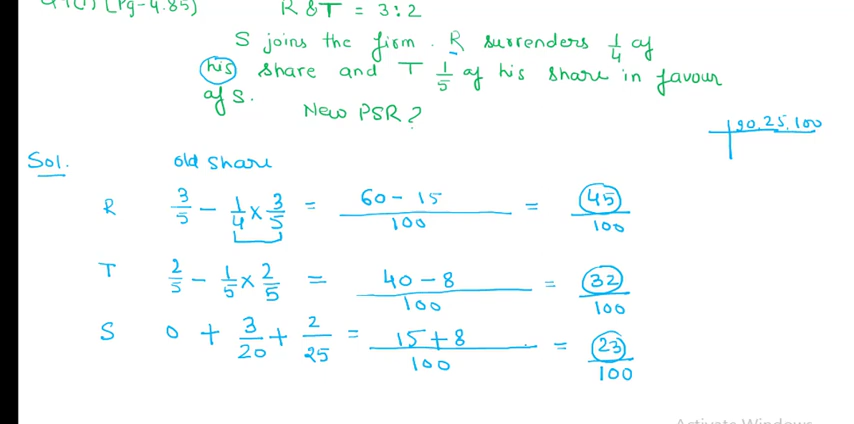 (Pg-4.85) R & T = 3:2
S joins the firm. R surrenders 1/4 of
his share and T 1/5 of his share in favour
of S.
New PSR?
20, 25, 100
Sol. old share
R 3/5 - 1/4 × 3/5 = 60 - 15/100 = 45/100
T 2/5 - 1/5 × 2/5 = 40 - 8/100 = 32/100
S 0 + 3/20 + 2/25 = 15 + 8/100 = 23/100